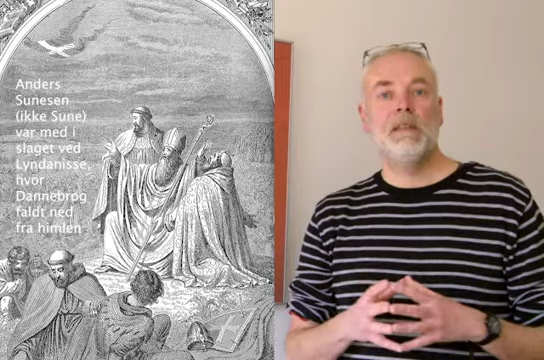 Anders
Sunesen
(ikke Sune)
var med i
slaget ved
Lyndanisse,
hvor
Dannebrog
faldt ned
fra himlen